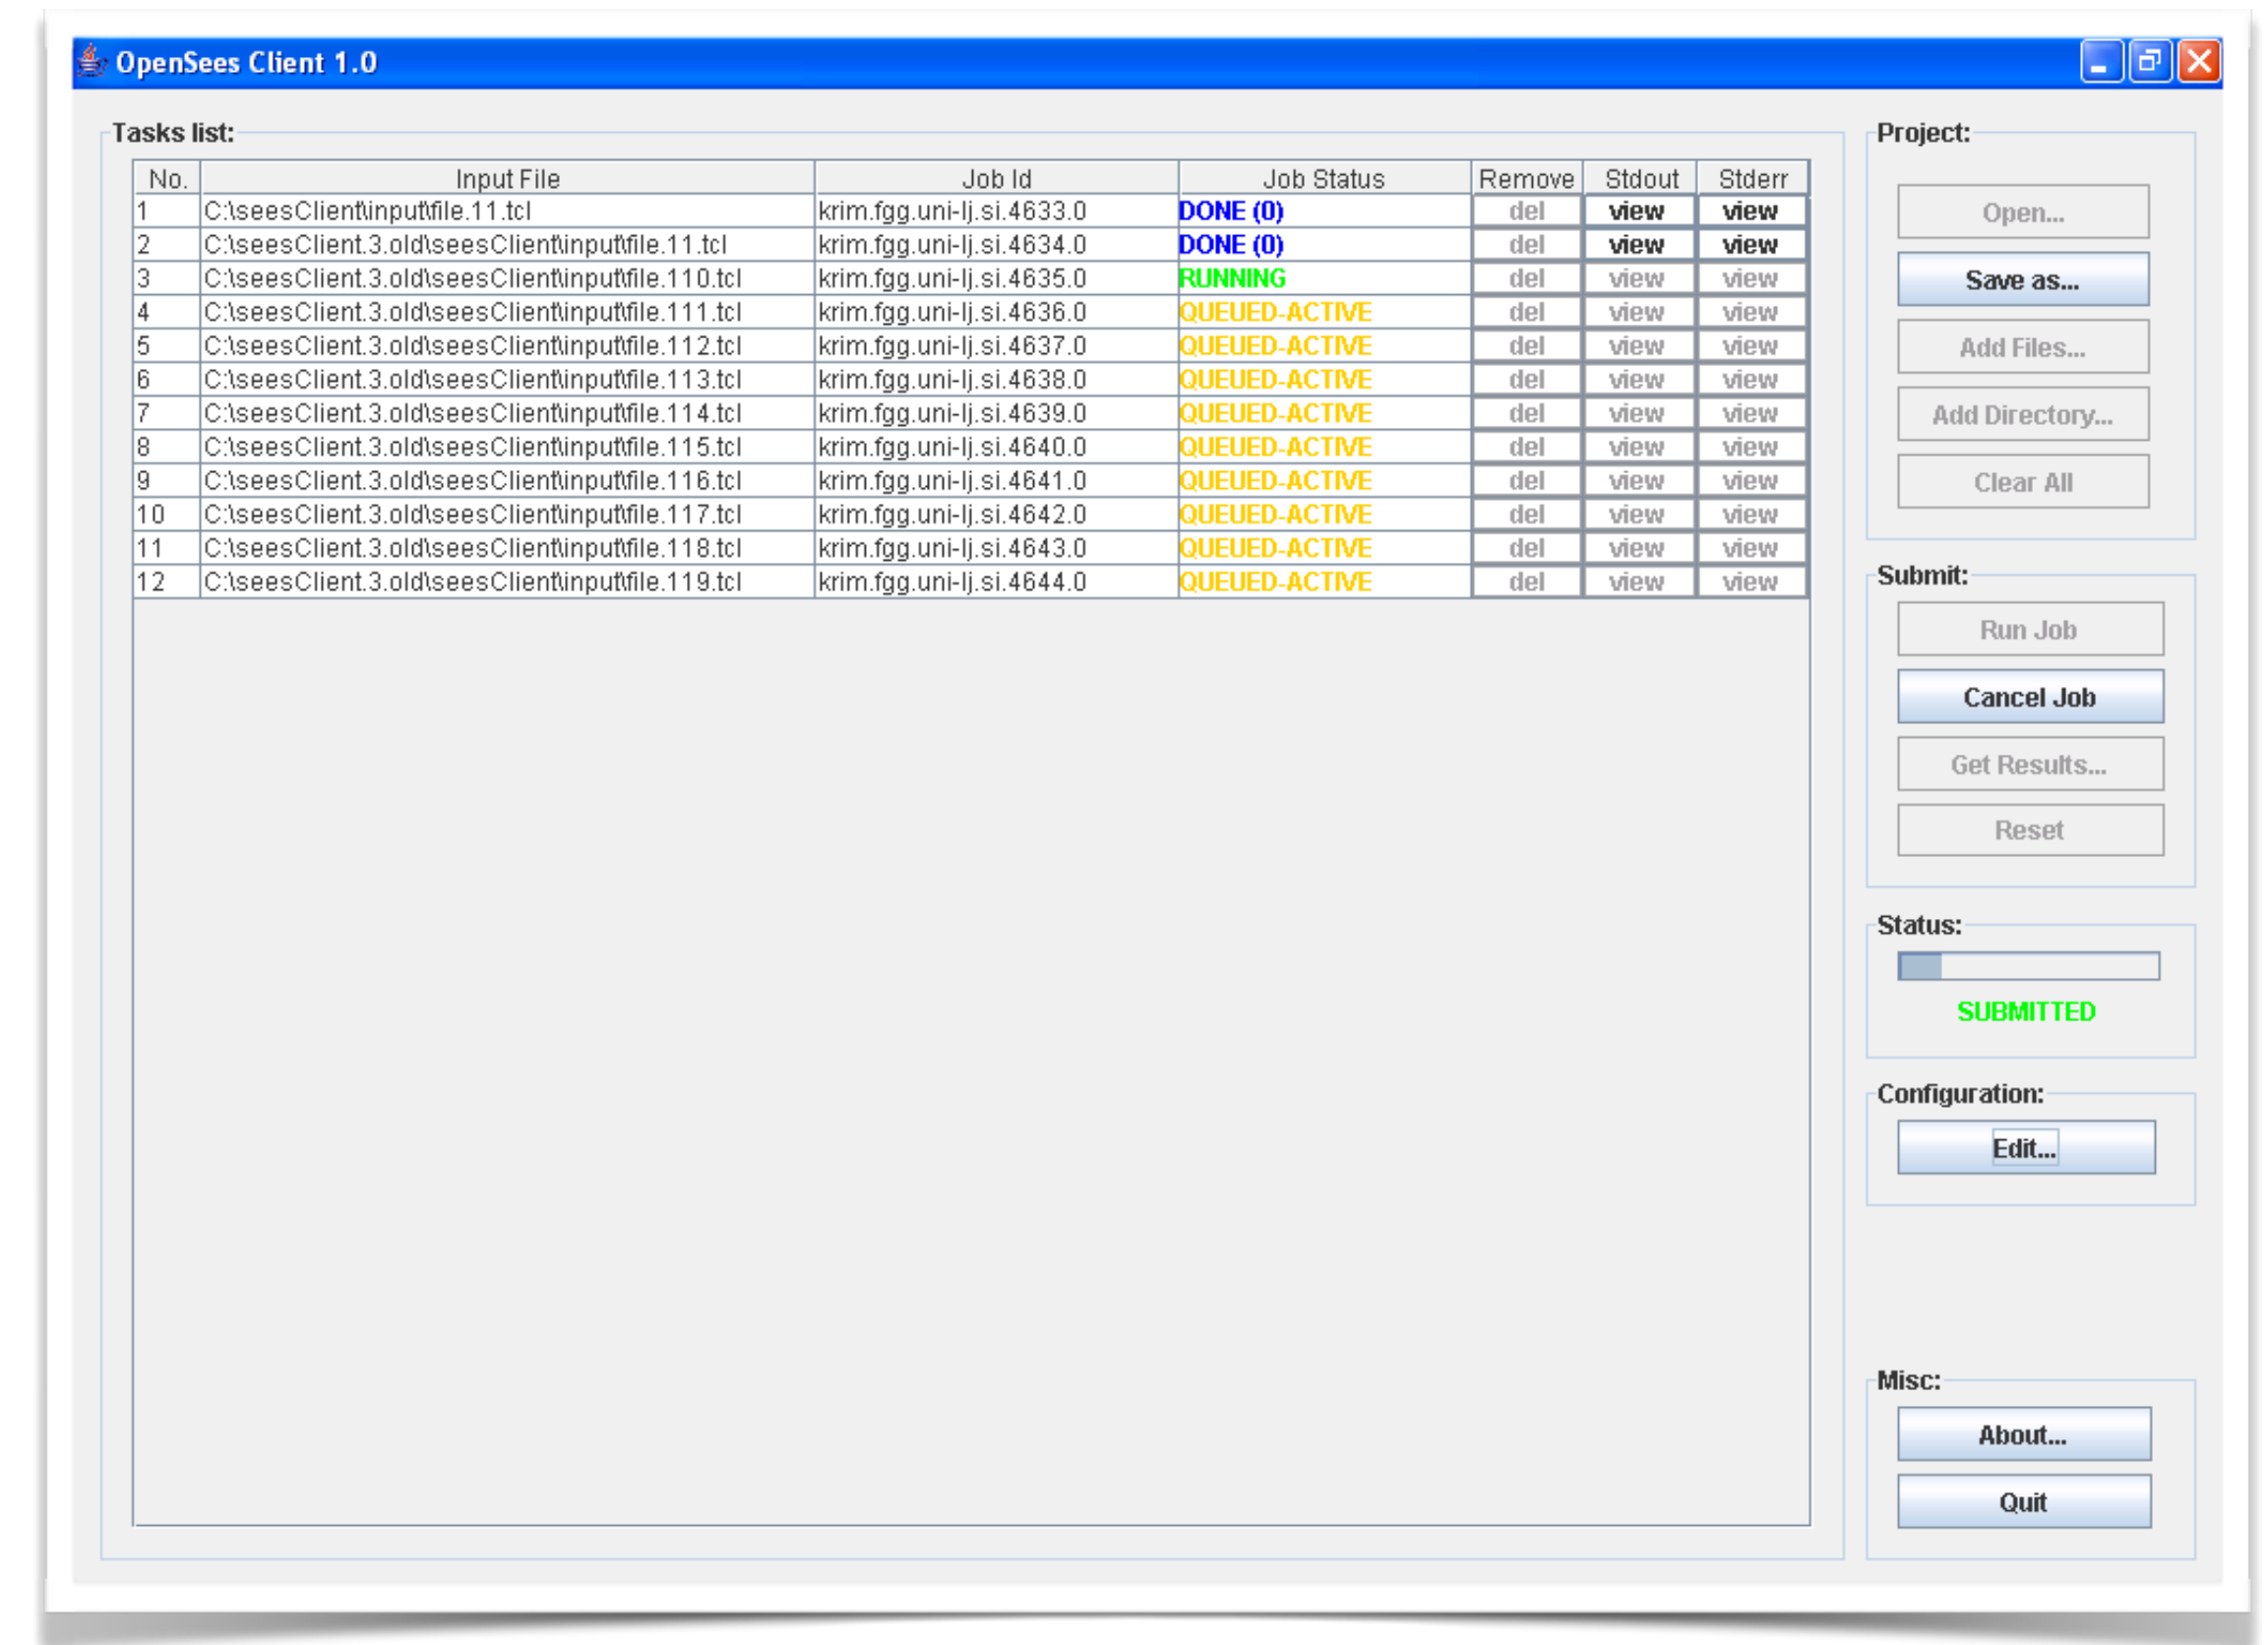 OpenSees Client 1.0
Tasks list:
No. Input File Job Id Job Status Remove Stdout Stderr
1 C:\seesClient\input\file.11.tcl krim.fgg.uni-lj.si.4633.0 DONE (0) del view view
2 C:\seesClient.3.old\seesClient\input\file.11.tcl krim.fgg.uni-lj.si.4634.0 DONE (0) del view view
3 C:\seesClient.3.old\seesClient\input\file.110.tcl krim.fgg.uni-lj.si.4635.0 RUNNING del view view
4 C:\seesClient.3.old\seesClient\input\file.111.tcl krim.fgg.uni-lj.si.4636.0 QUEUED-ACTIVE del view view
5 C:\seesClient.3.old\seesClient\input\file.112.tcl krim.fgg.uni-lj.si.4637.0 QUEUED-ACTIVE del view view
6 C:\seesClient.3.old\seesClient\input\file.113.tcl krim.fgg.uni-lj.si.4638.0 QUEUED-ACTIVE del view view
7 C:\seesClient.3.old\seesClient\input\file.114.tcl krim.fgg.uni-lj.si.4639.0 QUEUED-ACTIVE del view view
8 C:\seesClient.3.old\seesClient\input\file.115.tcl krim.fgg.uni-lj.si.4640.0 QUEUED-ACTIVE del view view
9 C:\seesClient.3.old\seesClient\input\file.116.tcl krim.fgg.uni-lj.si.4641.0 QUEUED-ACTIVE del view view
10 C:\seesClient.3.old\seesClient\input\file.117.tcl krim.fgg.uni-lj.si.4642.0 QUEUED-ACTIVE del view view
11 C:\seesClient.3.old\seesClient\input\file.118.tcl krim.fgg.uni-lj.si.4643.0 QUEUED-ACTIVE del view view
12 C:\seesClient.3.old\seesClient\input\file.119.tcl krim.fgg.uni-lj.si.4644.0 QUEUED-ACTIVE del view view
Project:
Open...
Save as...
Add Files...
Add Directory...
Clear All
Submit:
Run Job
Cancel Job
Get Results...
Reset
Status:
SUBMITTED
Configuration:
Edit...
Misc:
About...
Quit